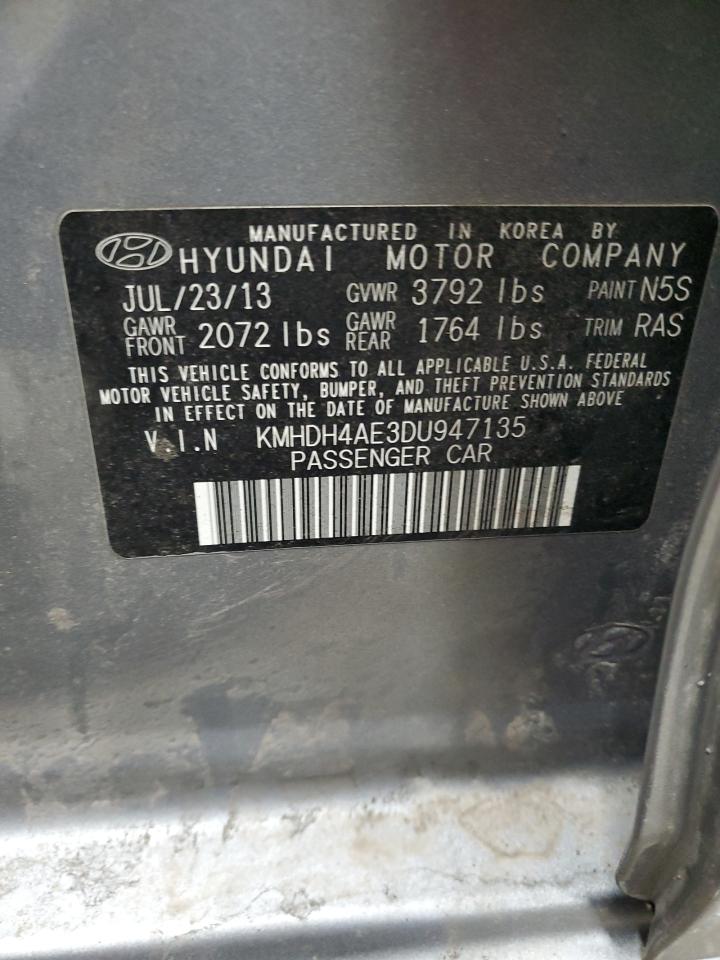 MANUFACTURED IN KOREA BY
HYUNDAI MOTOR COMPANY
JUL/23/13 GVWR 3792 lbs PAINT N5S
GAWR FRONT 2072 lbs GAWR REAR 1764 lbs TRIM RAS
THIS VEHICLE CONFORMS TO ALL APPLICABLE U.S.A. FEDERAL
MOTOR VEHICLE SAFETY, BUMPER, AND THEFT PREVENTION STANDARDS
IN EFFECT ON THE DATE OF MANUFACTURE SHOWN ABOVE
V.I.N KMHDH4AE3DU947135
PASSENGER CAR